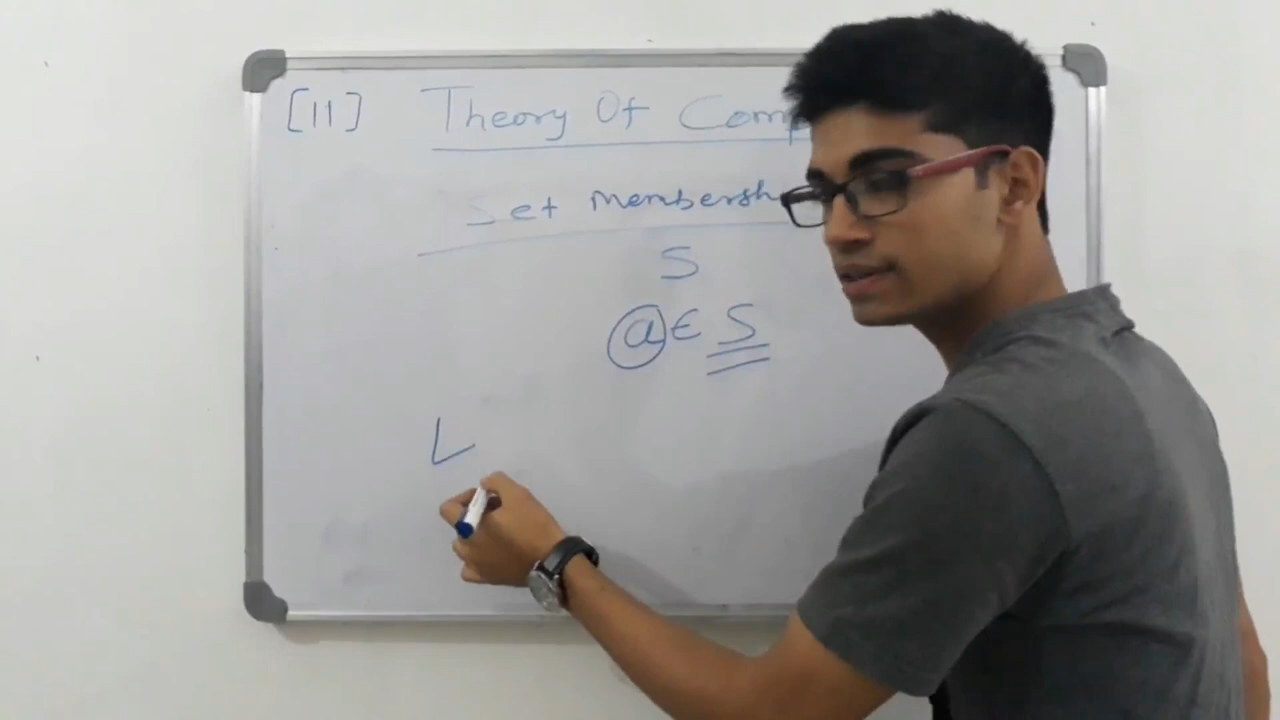 [11] Theory Of Comp
Set Membersh
S
a ∈ S
L